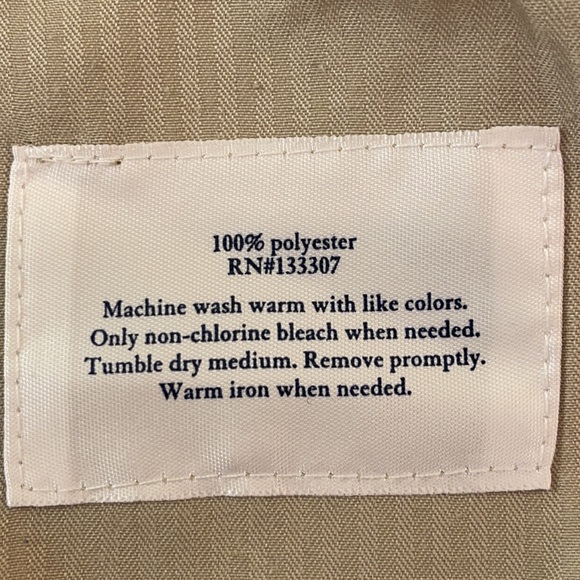 100% polyester
RN#133307
Machine wash warm with like colors.
Only non-chlorine bleach when needed.
Tumble dry medium. Remove promptly.
Warm iron when needed.